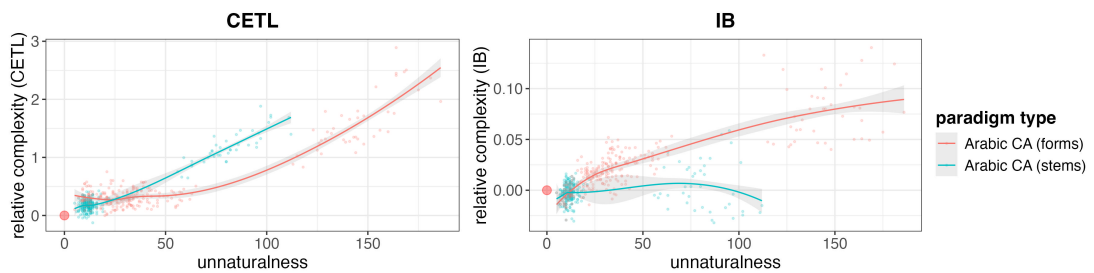 CETL
relative complexity (CETL)
3
2
1
0
0 50 100 150
unnaturalness
IB
relative complexity (IB)
0.10
0.05
0.00
0 50 100 150
unnaturalness
paradigm type
Arabic CA (forms)
Arabic CA (stems)